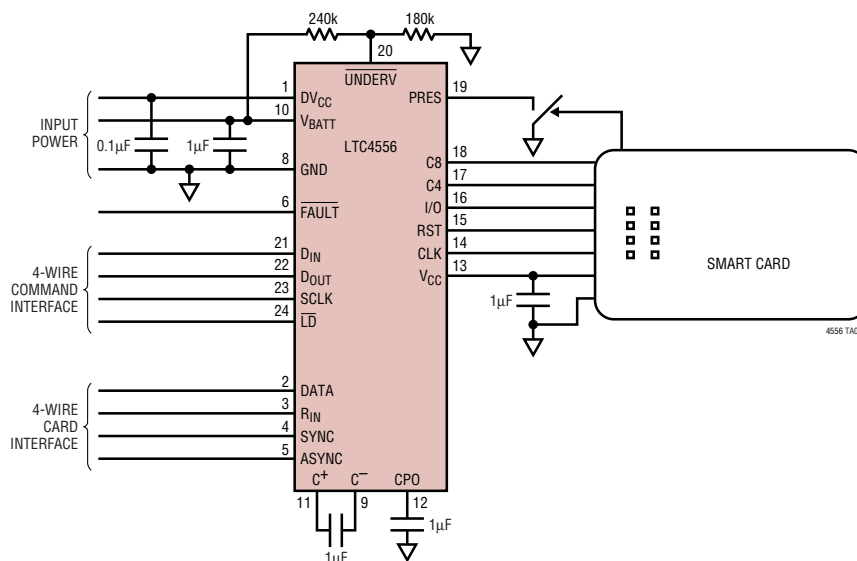 240k
180k
20
UNDERV
1
DVCC
10
VBATT
INPUT
POWER
0.1µF
1µF
8
GND
LTC4556
6
FAULT
21
DIN
22
DOUT
23
SCLK
24
LD
4-WIRE
COMMAND
INTERFACE
2
DATA
3
RIN
4
SYNC
5
ASYNC
4-WIRE
CARD
INTERFACE
C+
C–
CPO
11
9
12
1µF
1µF
PRES
19
C8
18
C4
17
I/O
16
RST
15
CLK
14
VCC
13
1µF
SMART CARD
4556